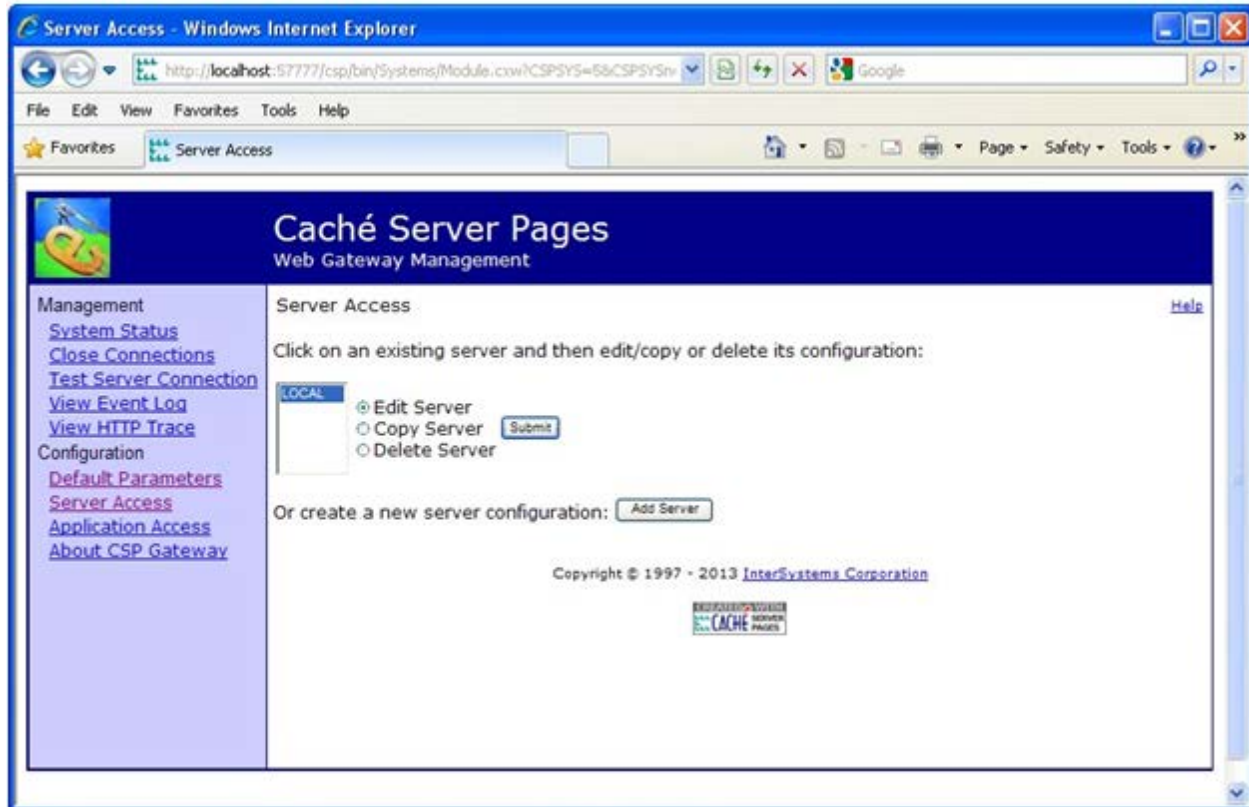 Server Access - Windows Internet Explorer
http://localhost:57777/csp/bin/Systems/Module.cxw?CSPSYS=5&CSPSYSn
Google
File Edit View Favorites Tools Help
Favorites Server Access Page Safety Tools »
Caché Server Pages
Web Gateway Management
Management
System Status
Close Connections
Test Server Connection
View Event Log
View HTTP Trace
Configuration
Default Parameters
Server Access
Application Access
About CSP Gateway
Server Access Help
Click on an existing server and then edit/copy or delete its configuration:
LOCAL
Edit Server
Copy Server Submit
Delete Server
Or create a new server configuration: Add Server
Copyright © 1997 - 2013 InterSystems Corporation
CREATED WITH
CACHÉ SERVER PAGES